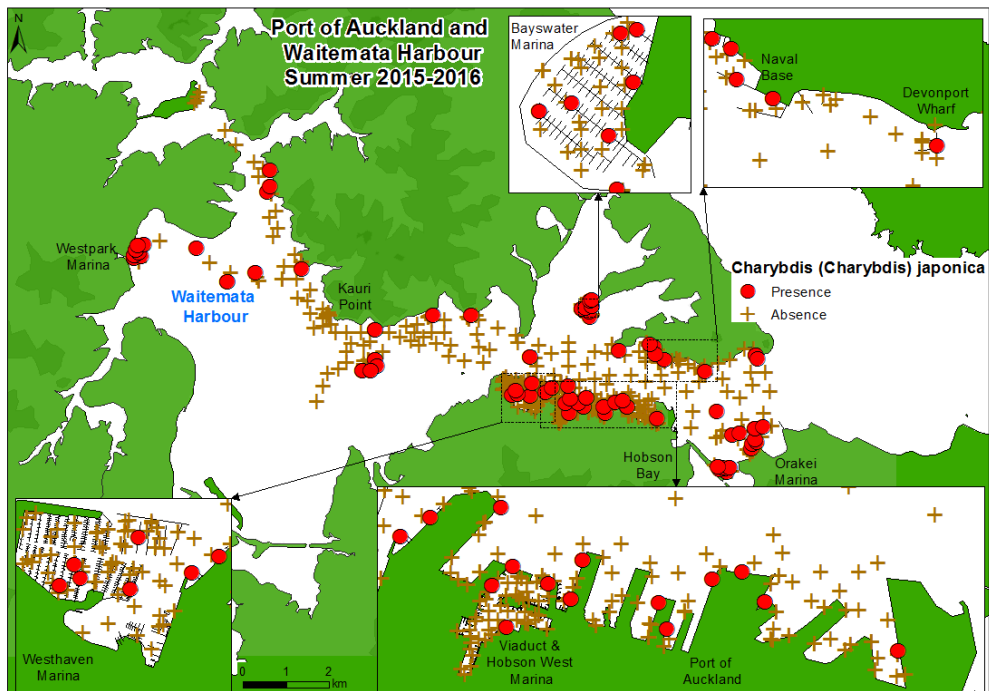 N
Port of Auckland and
Waitemata Harbour
Summer 2015-2016
Bayswater
Marina
Naval
Base
Devonport
Wharf
Westpark
Marina
Waitemata
Harbour
Kauri
Point
Charybdis (Charybdis) japonica
Presence
Absence
Hobson
Bay
Orakei
Marina
Westhaven
Marina
0 1 2
km
Viaduct &
Hobson West
Marina
Port of
Auckland